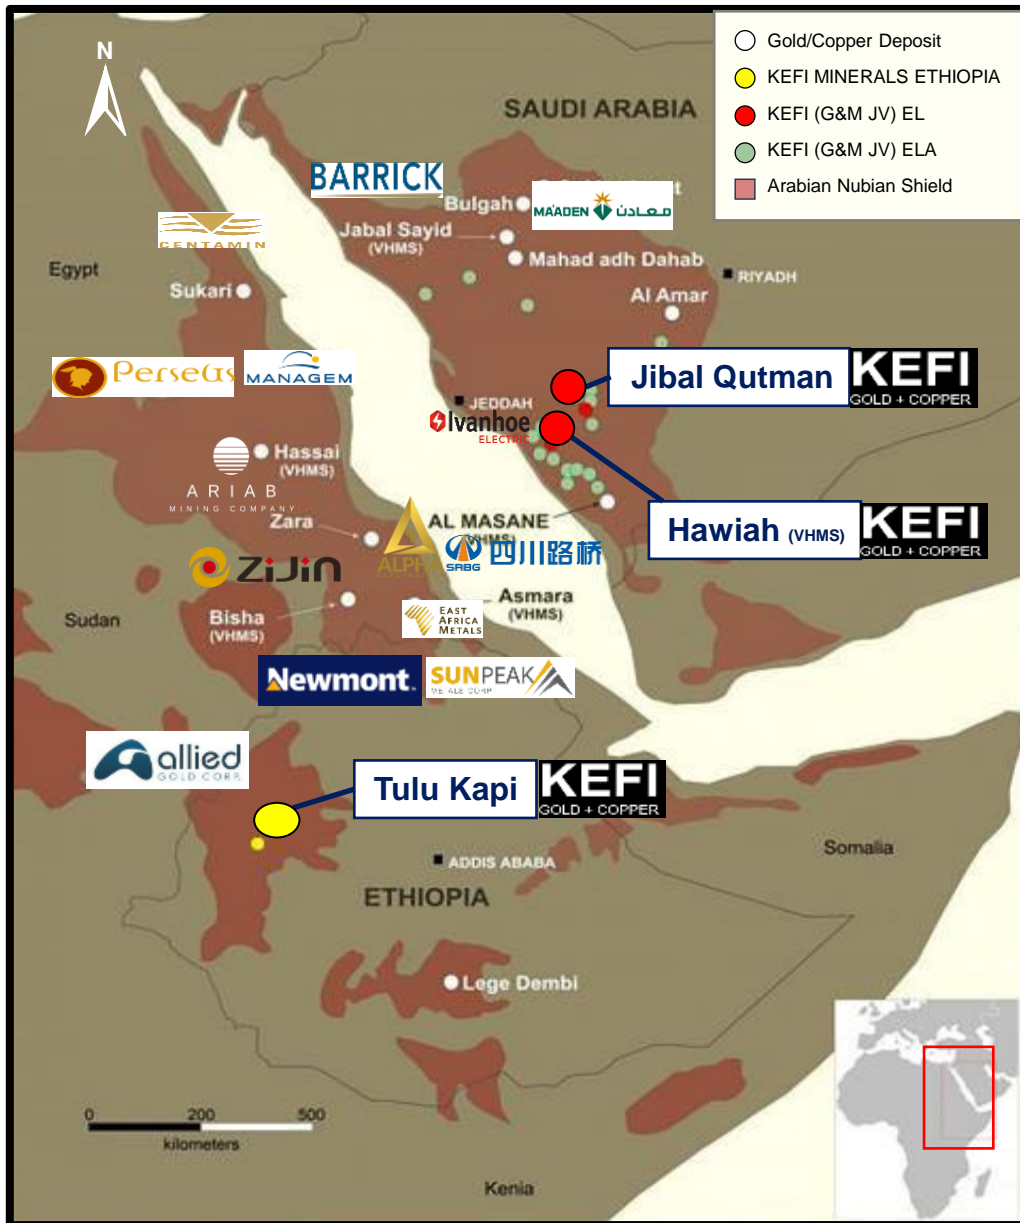 N
Gold/Copper Deposit
KEFI MINERALS ETHIOPIA
KEFI (G&M JV) EL
KEFI (G&M JV) ELA
Arabian Nubian Shield
SAUDI ARABIA
BARRICK
Bulgah
MA'ADEN معادن
Jabal Sayid
(VHMS)
CENTAMIN
Mahad adh Dahab
Egypt
RIYADH
Sukari
Al Amar
PERSEUS
MANAGEM
Jibal Qutman
KEFI
GOLD + COPPER
JEDDAH
Ivanhoe
ELECTRIC
Hassai
(VHMS)
ARIAB
MINING COMPANY
Zara
AL MASANE
(VHMS)
Hawiah (VHMS)
KEFI
GOLD + COPPER
ALPHA
SRBG 四川路桥
ZiJin
Bisha
(VHMS)
Asmara
(VHMS)
EAST
AFRICA
METALS
Sudan
Newmont
SUNPEAK
METALS CORP
allied
GOLD CORP.
Tulu Kapi
KEFI
GOLD + COPPER
Somalia
ADDIS ABABA
ETHIOPIA
Lege Dembi
0 200 500
kilometers
Kenia